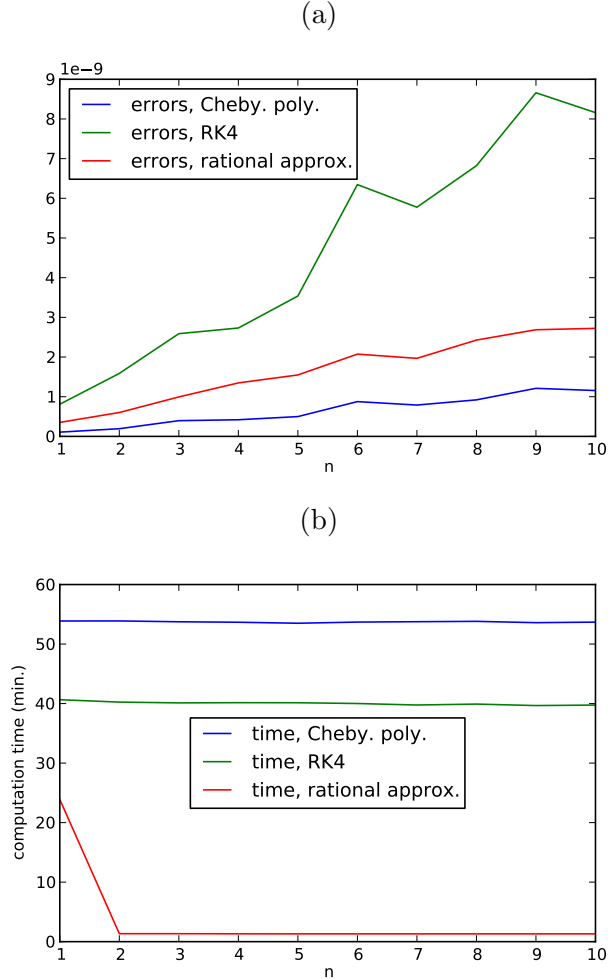 (a)
1e−9
9
8
7
6
5
4
3
2
1
0
errors, Cheby. poly.
errors, RK4
errors, rational approx.
1 2 3 4 5 6 7 8 9 10
n
(b)
computation time (min.)
60
50
40
30
20
10
0
time, Cheby. poly.
time, RK4
time, rational approx.
1 2 3 4 5 6 7 8 9 10
n